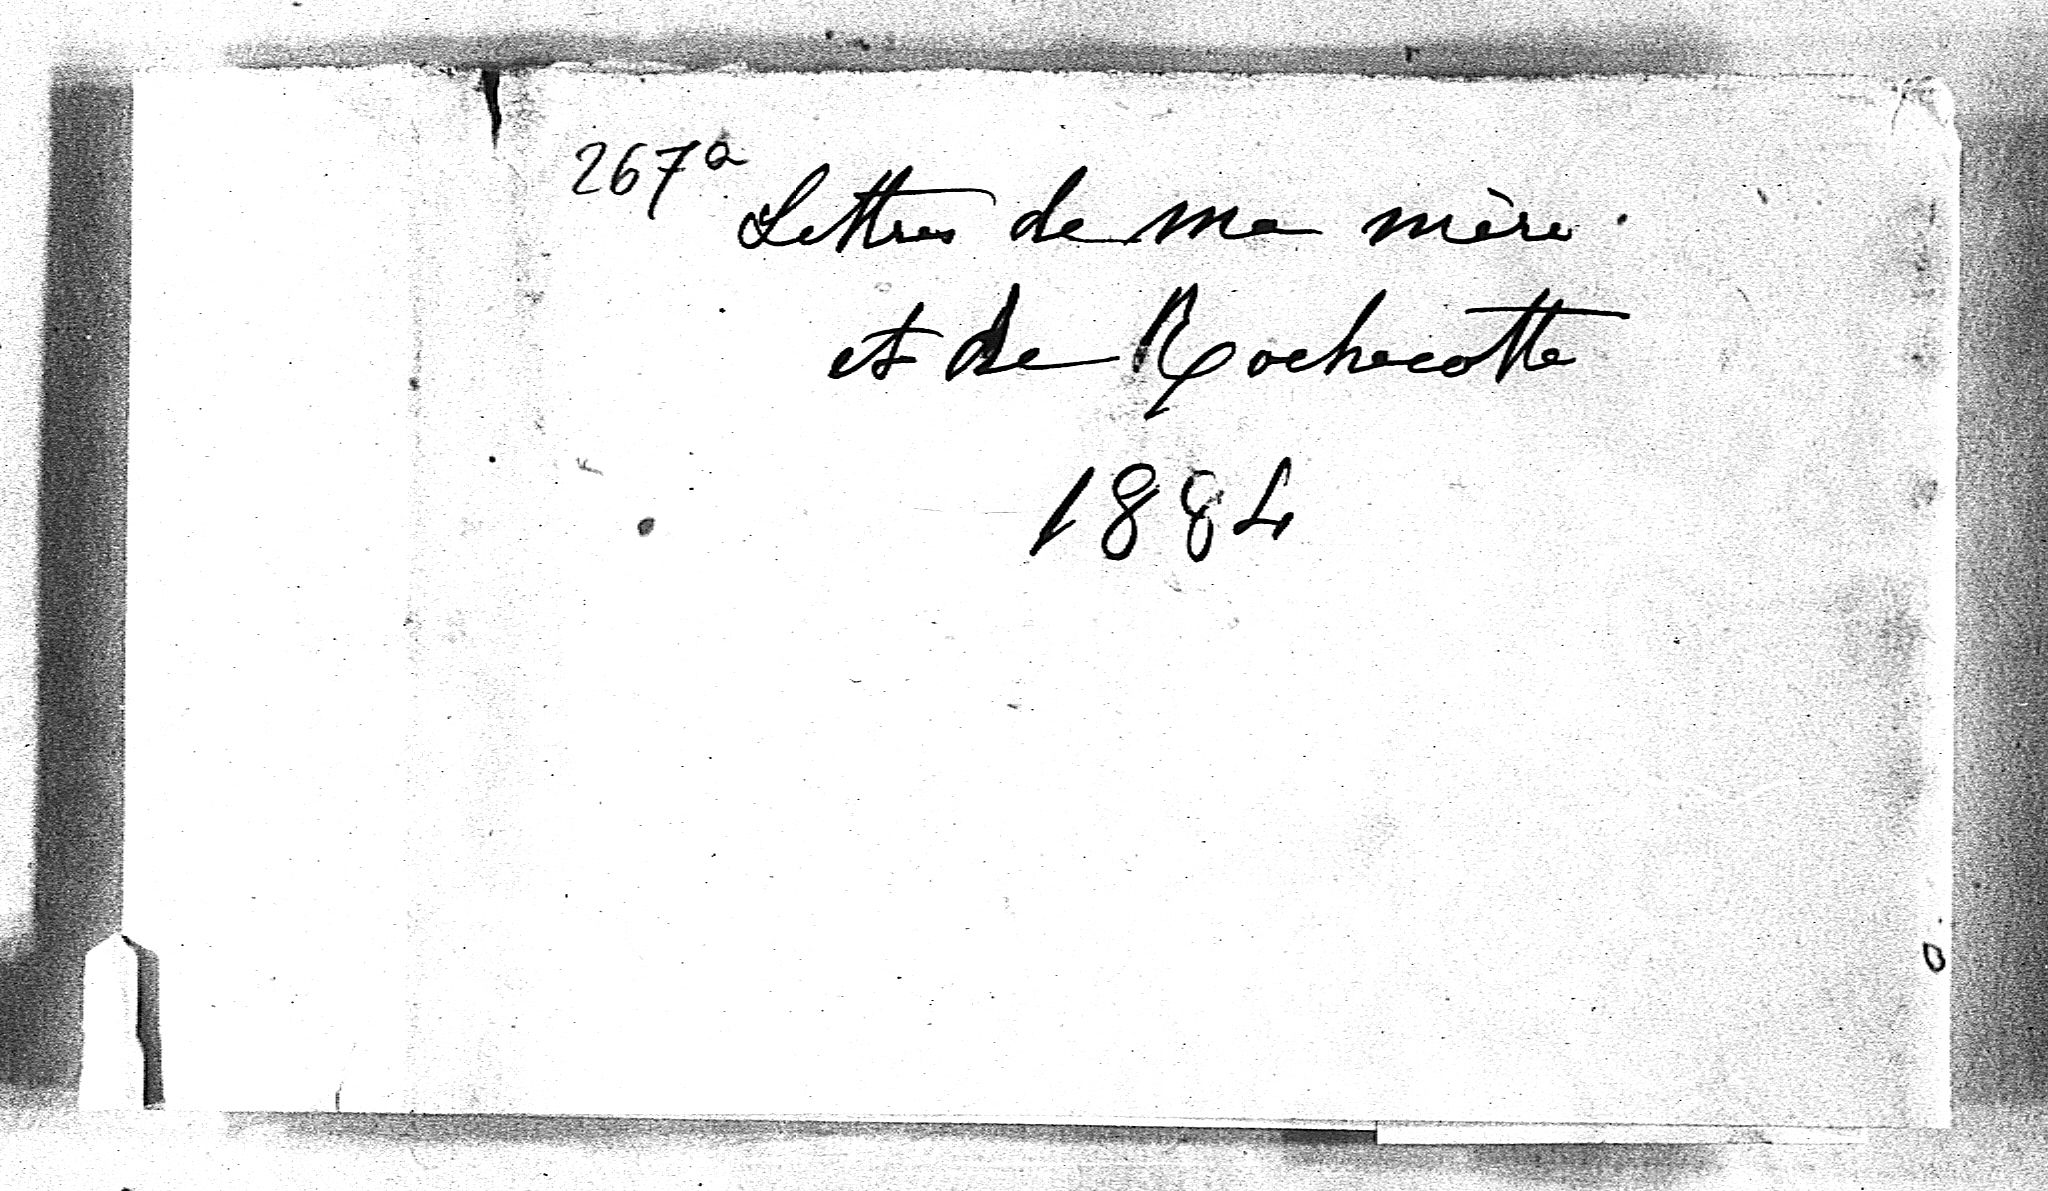 267a
Lettres de ma mère
et de Rochecotte
1884